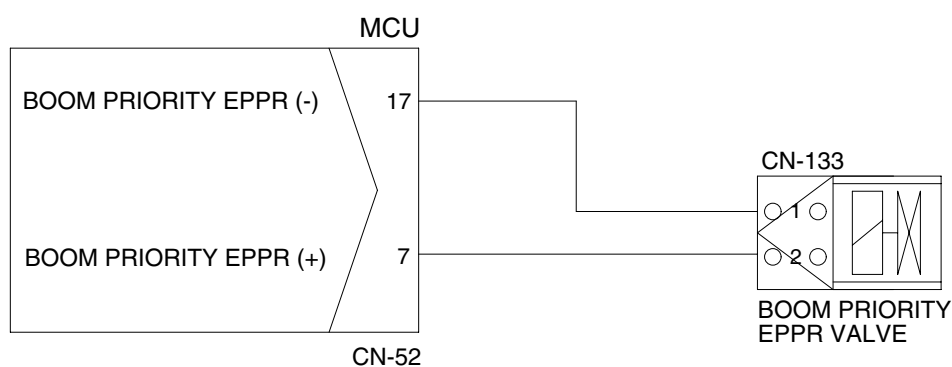 MCU
BOOM PRIORITY EPPR (-)
17
CN-133
1
BOOM PRIORITY EPPR (+)
7
2
BOOM PRIORITY
EPPR VALVE
CN-52